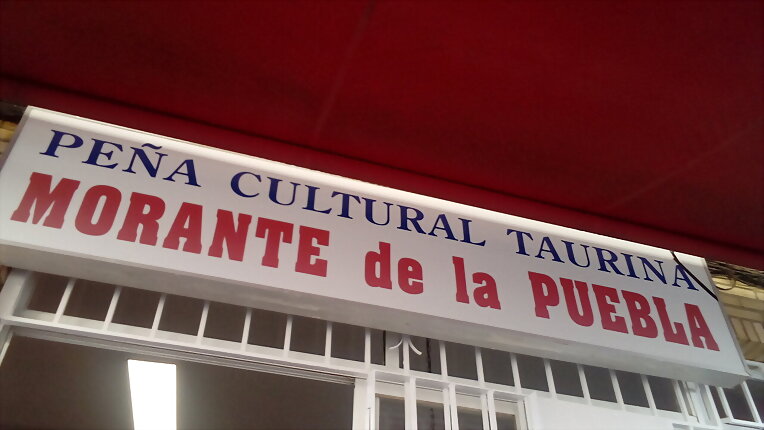 PEÑA CULTURAL TAURINA
MORANTE de la PUEBLA